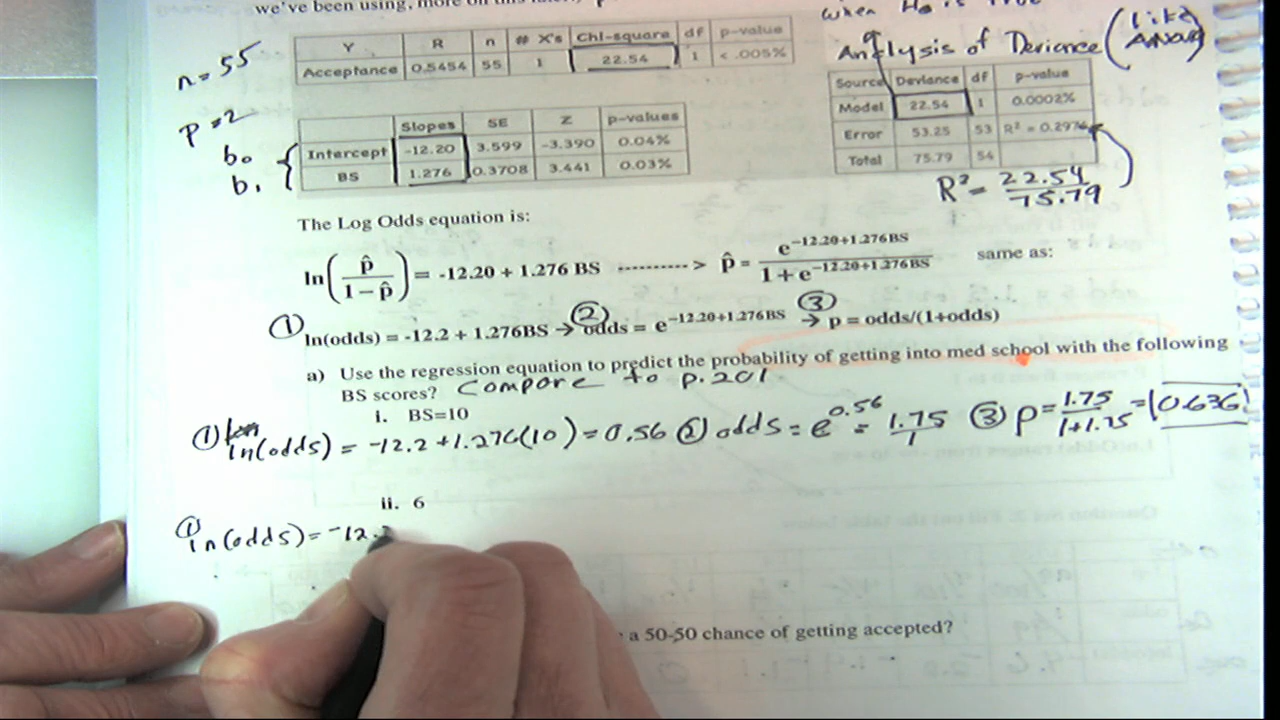 we've been using, more on this later,
when Ho is True
n = 55
Y R n # X's Chi-square df p-value
Acceptance 0.5454 55 1 22.54 1 < .005%
Analysis of Deviance (like ANOVA)
Source Deviance df p-value
Model 22.54 1 0.0002%
Error 53.25 53 R² = 0.2974
Total 75.79 54
R² = 22.54/75.79
p = 2
Slopes SE Z p-values
b₀ Intercept -12.20 3.599 -3.390 0.04%
b₁ BS 1.276 0.3708 3.441 0.03%
The Log Odds equation is:
ln(p̂/(1-p̂)) = -12.20 + 1.276 BS ----------> p̂ = e^(-12.20+1.276BS)/(1 + e^(-12.20+1.276BS)) same as:
① ln(odds) = -12.2 + 1.276BS → ② odds = e^(-12.20+1.276BS) ③ → p = odds/(1+odds)
a) Use the regression equation to predict the probability of getting into med school with the following
BS scores? Compare to p.201
i. BS=10
① ln(odds) = -12.2 + 1.276(10) = 0.56 ② odds = e^0.56 = 1.75/1 ③ p = 1.75/(1+1.75) = 0.636
ii. 6
① ln(odds) = -12.
a 50-50 chance of getting accepted?